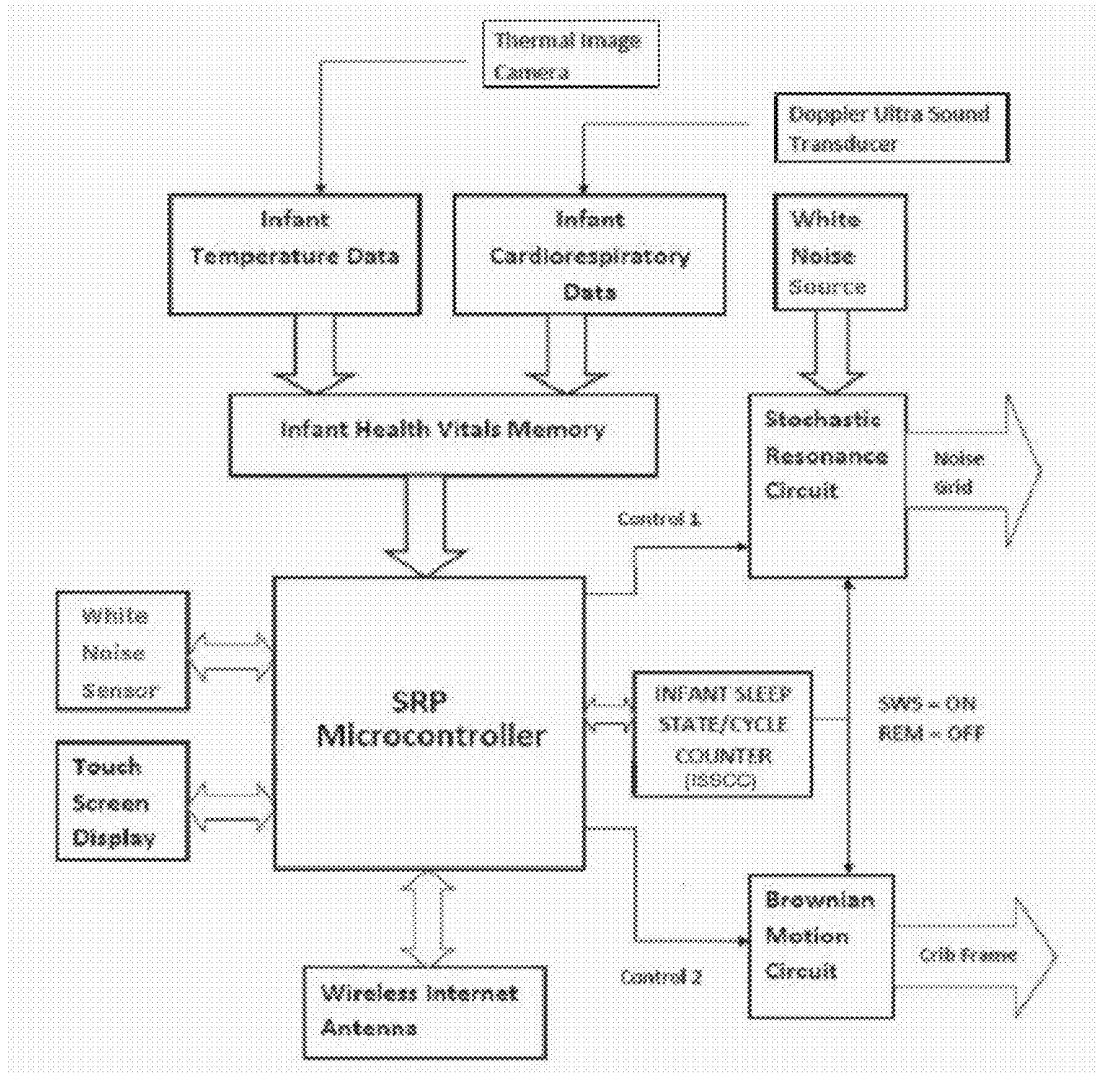 Thermal Image
Camera
Doppler Ultra Sound
Transducer
Infant
Temperature Data
Infant
Cardiorespiratory
Data
White
Noise
Source
Infant Health Vitals Memory
Stochastic
Resonance
Circuit
Noise
Grid
Control 1
White
Noise
Sensor
SRP
Microcontroller
INFANT SLEEP
STATE/CYCLE
COUNTER
(ISSCC)
SWS = ON
REM = OFF
Touch
Screen
Display
Brownian
Motion
Circuit
Crib Frame
Control 2
Wireless Internet
Antenna